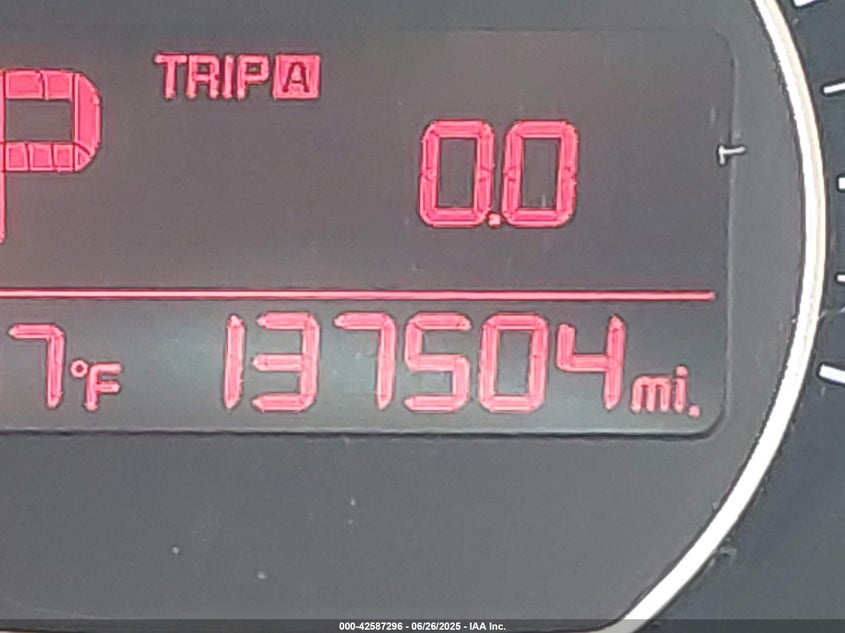 P TRIP A
0.0
7°F 137504 mi.
000-42587296 - 06/26/2025 - IAA Inc.